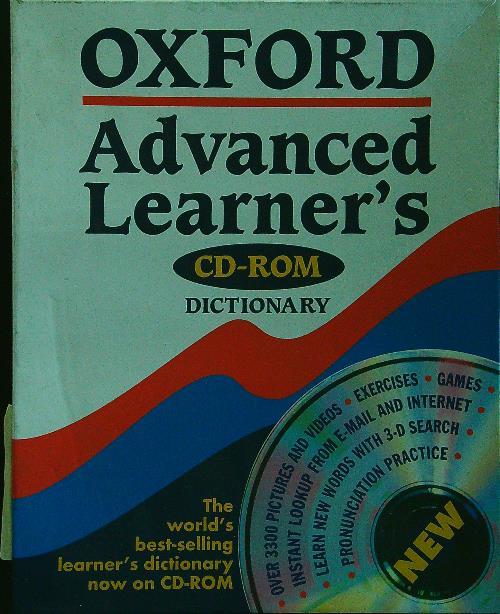 OXFORD
Advanced
Learner's
CD-ROM
DICTIONARY
OVER 3300 PICTURES AND VIDEOS • EXERCISES • GAMES •
INSTANT LOOKUP FROM E-MAIL AND INTERNET •
LEARN NEW WORDS WITH 3-D SEARCH •
PRONUNCIATION PRACTICE •
NEW
The
world's
best-selling
learner's dictionary
now on CD-ROM